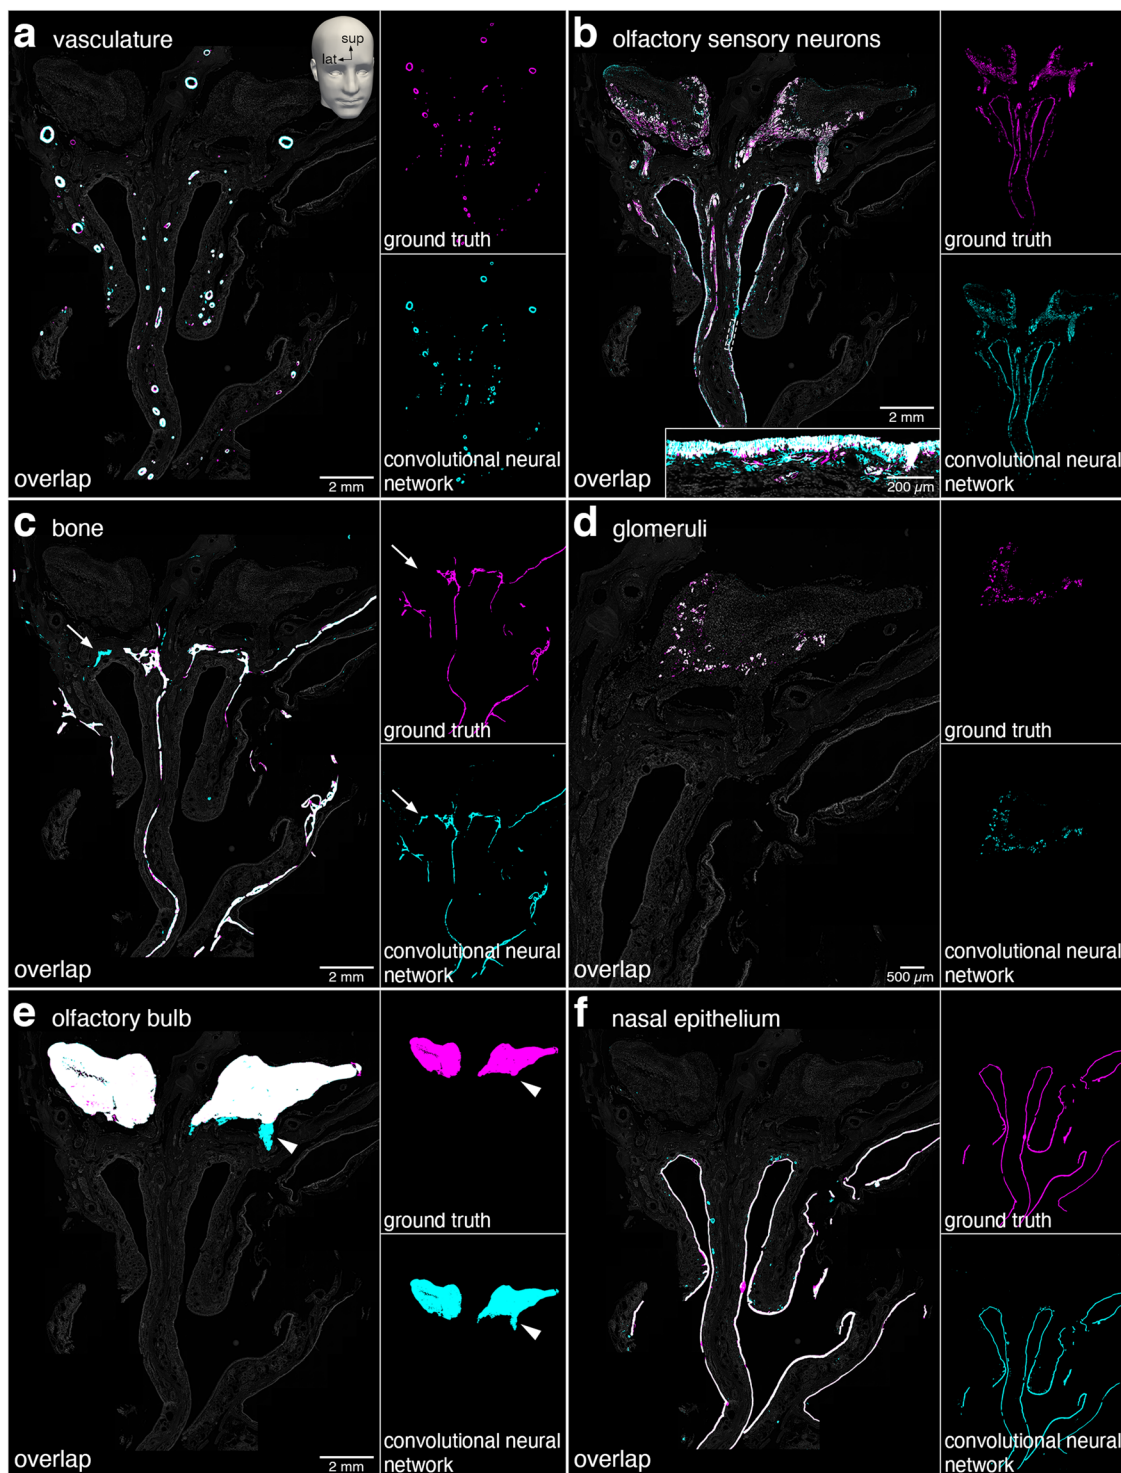 a vasculature
sup
lat
ground truth
convolutional neural
network
overlap
2 mm
b olfactory sensory neurons
ground truth
2 mm
convolutional neural
network
overlap
200 µm
c bone
ground truth
convolutional neural
network
overlap
2 mm
d glomeruli
ground truth
convolutional neural
network
overlap
500 µm
e olfactory bulb
ground truth
convolutional neural
network
overlap
2 mm
f nasal epithelium
ground truth
convolutional neural
network
overlap